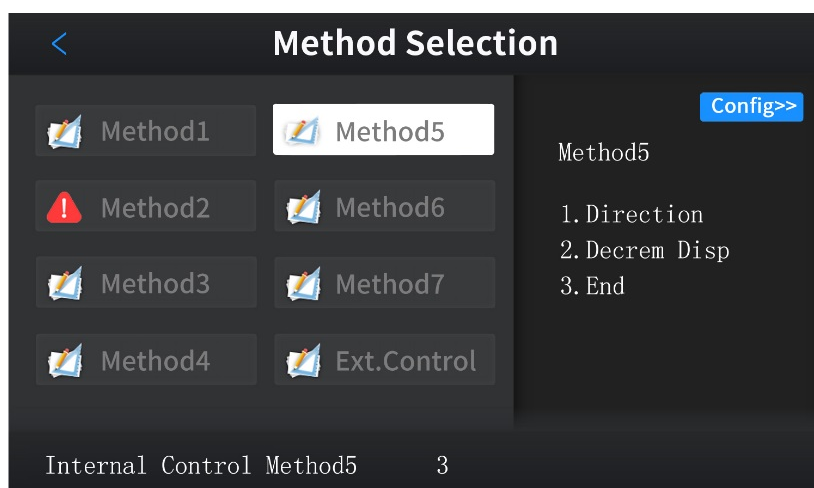 Method Selection
Method1
Method5
Method2
Method6
Method3
Method7
Method4
Ext.Control
Config>>
Method5
1.Direction
2.Decrem Disp
3.End
Internal Control Method5 3